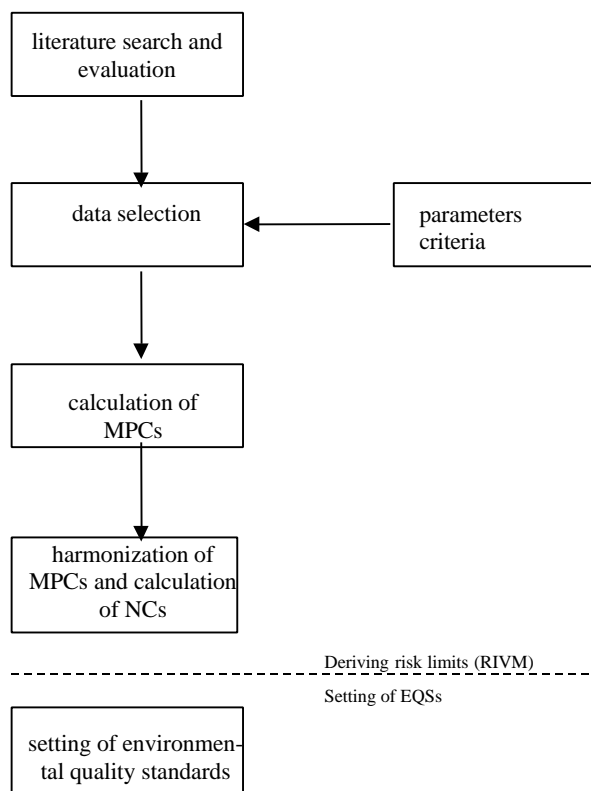 literature search and
evaluation
data selection
parameters
criteria
calculation of
MPCs
harmonization of
MPCs and calculation
of NCs
Deriving risk limits (RIVM)
Setting of EQSs
setting of environmen-
tal quality standards